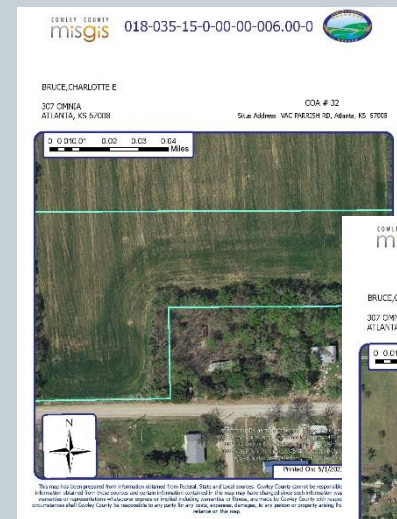 COWLEY COUNTY
misgis
018-035-15-0-00-00-006.00-0
BRUCE,CHARLOTTE E
307 OMNIA
ATLANTA, KS 67008
COA # 32
Situs Address: VAC PARRISH RD, Atlanta, KS 67008
0 0.01 0.02 0.03 0.04
Miles
N
Printed On: 5/1/202
This map has been prepared from information obtained from Federal, State and Local sources. Cowley County cannot be responsible
information obtained from those sources and certain information contained in this map may have changed since such information was
warranties or representations whatsoever express or implied including warranties or fitness, are made by Cowley County with respec
circumstances shall Cowley County be responsible to any party for any costs, expenses, damages, to any person or property arising fro
reliance on this map.
COWLE
m
BRUCE,C
307 OMN
ATLANTA
0 0.01